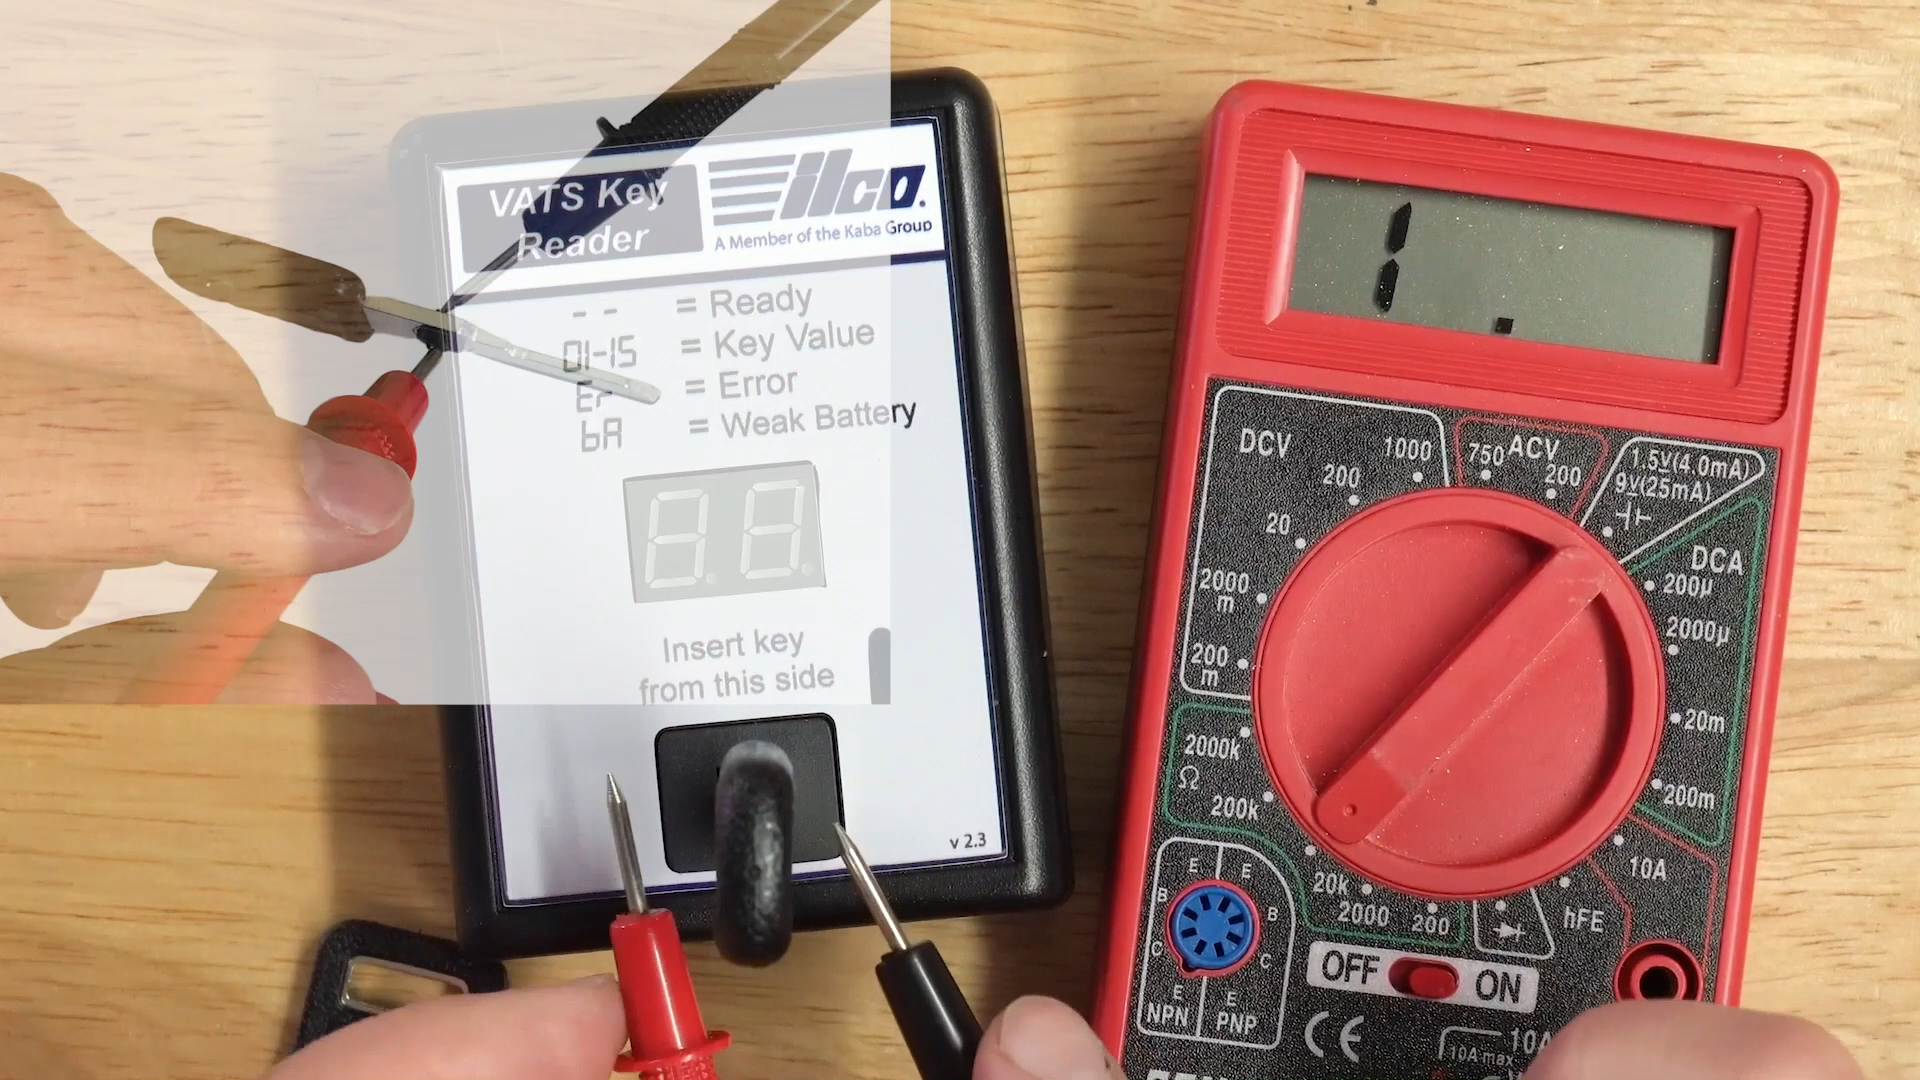 VATS Key
Reader
ilco.
A Member of the Kaba Group
- - = Ready
01-15 = Key Value
Er = Error
bA = Weak Battery
88
Insert key
from this side
v 2.3
1 .
DCV
1000
200
20
2000
m
200
m
750
ACV
200
1.5V(4.0mA)
9V(25mA)
DCA
200μ
2000μ
20m
200m
10A
2000k
Ω
200k
20k
2000
200
hFE
E
E
B
B
C
C
E
E
NPN
PNP
OFF
ON
CE
10A
10A max